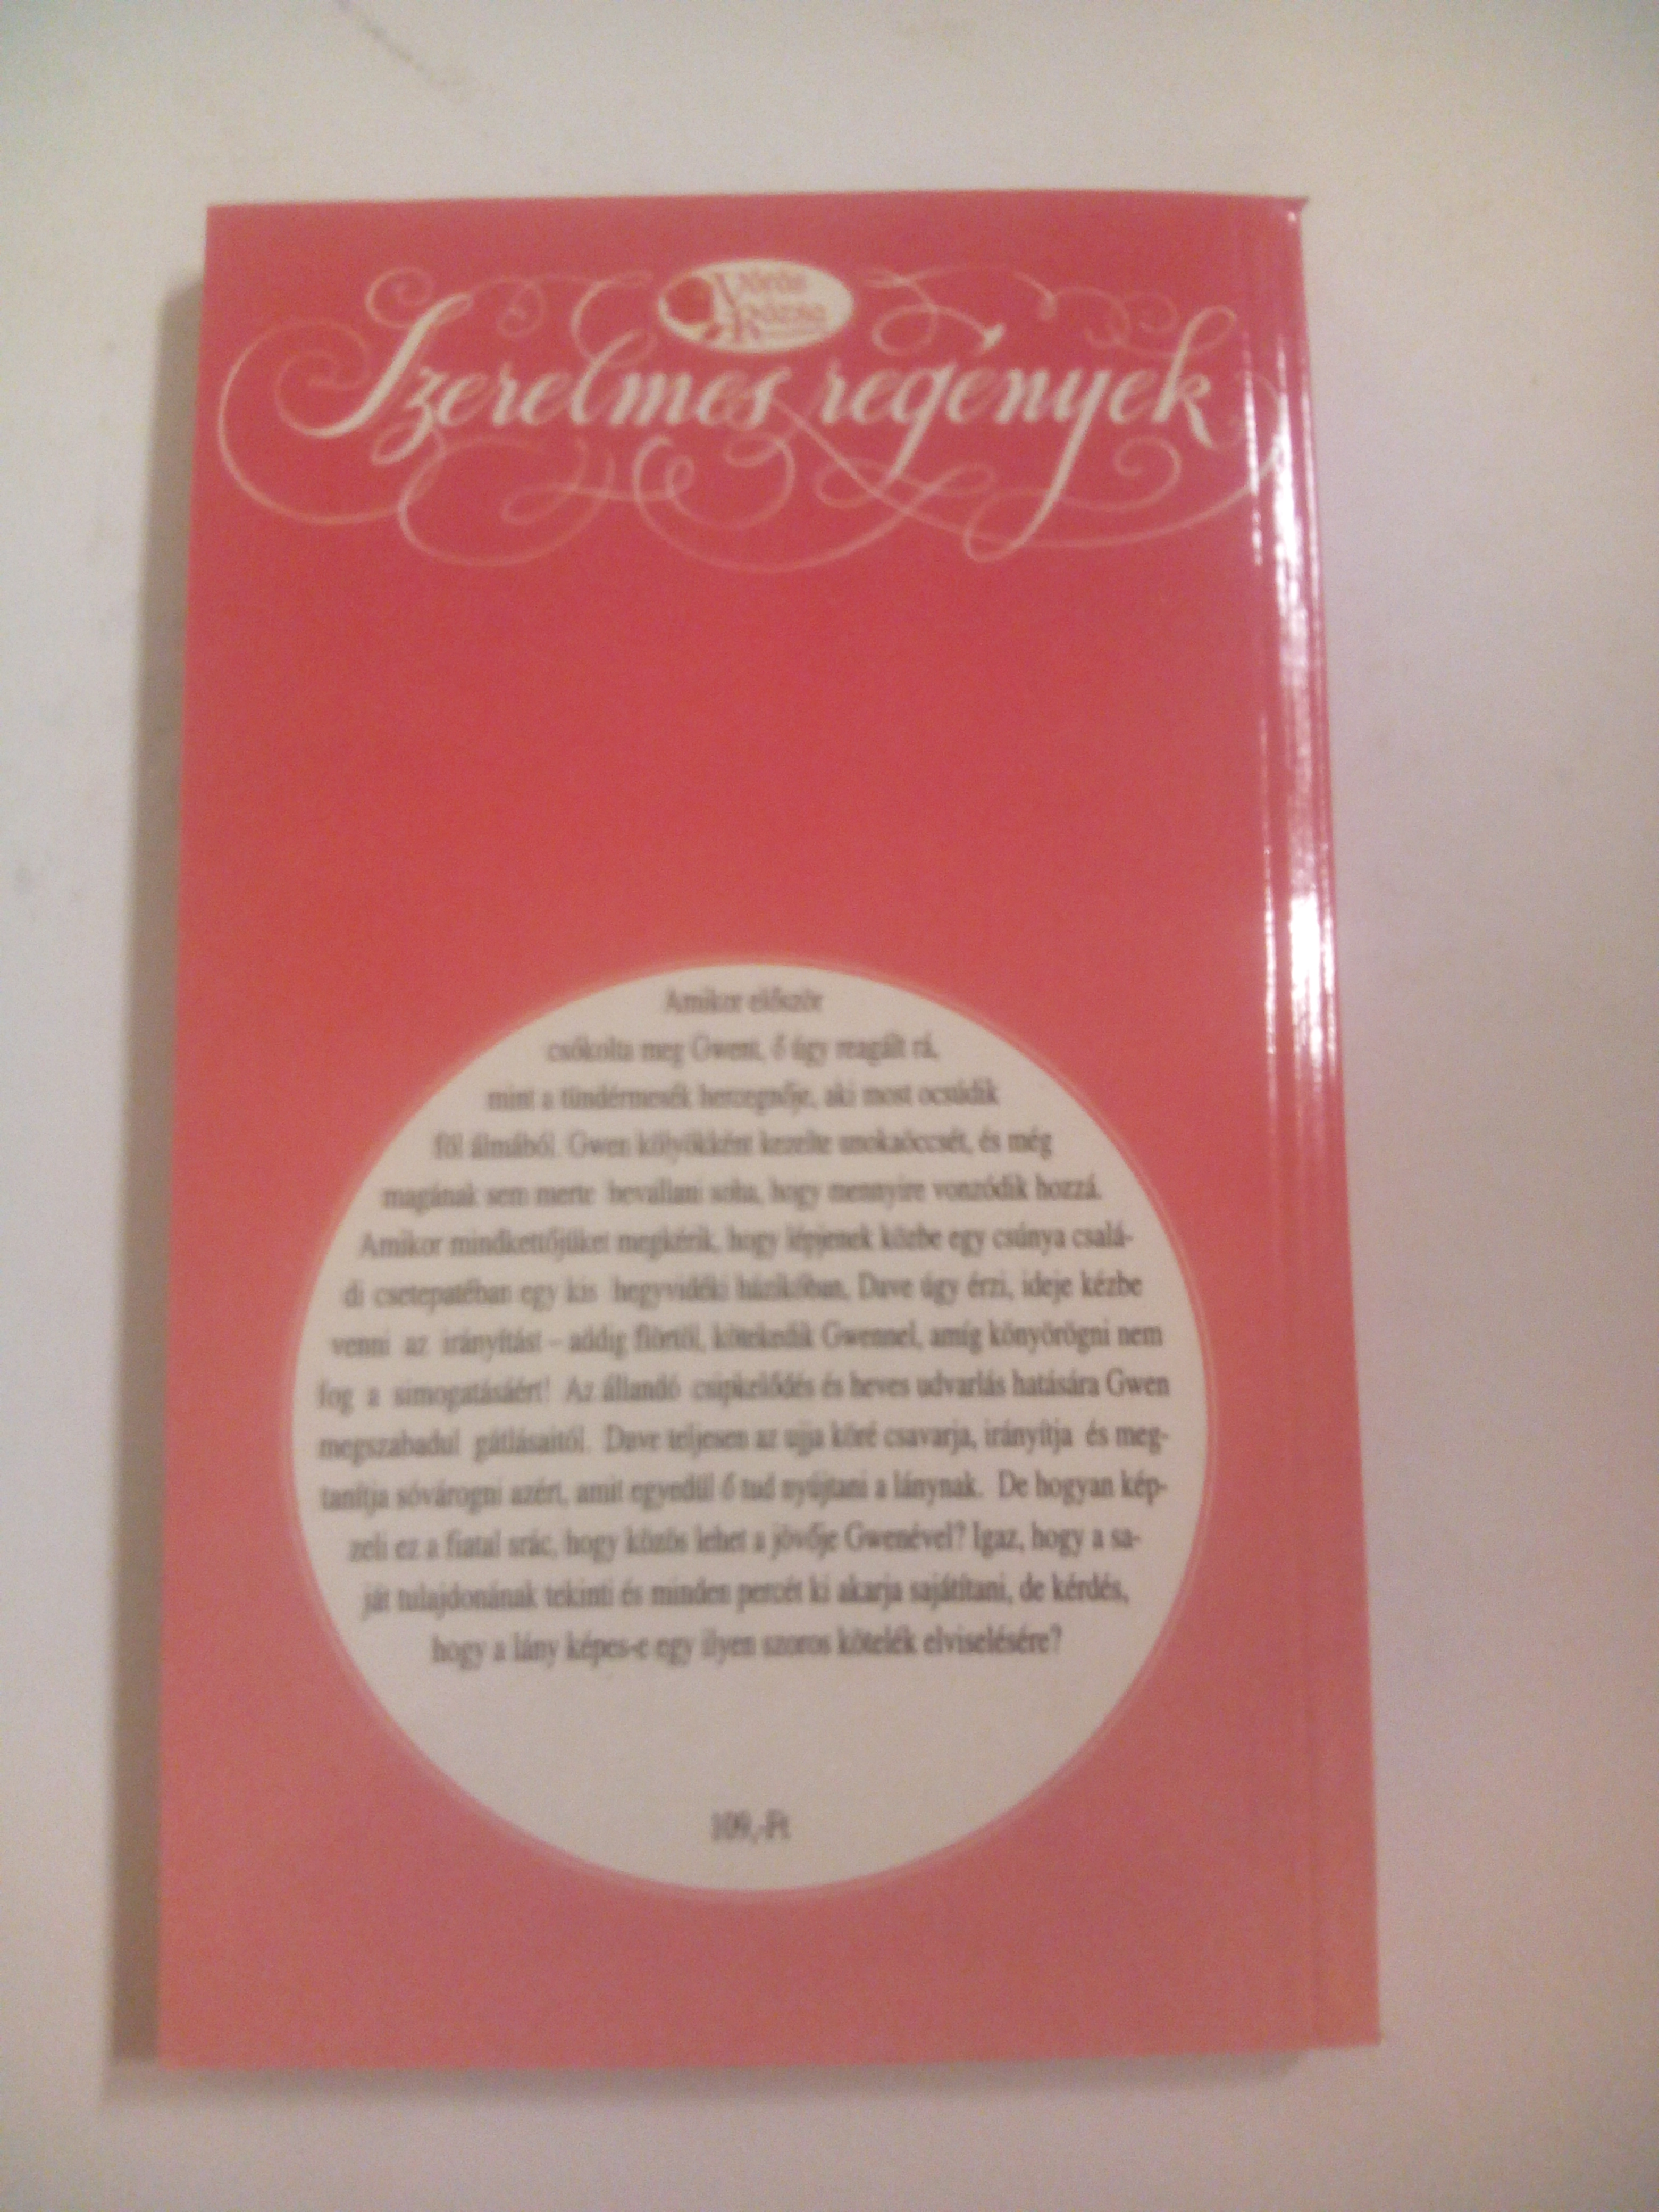 Vörös
Rózsa
Szerelmes regények
Amikor először
csókolta meg Gwent, ő úgy reagált rá,
mint a tündérmesék hercegnője, aki most ocsúdik
föl álmából. Gwen kölyökként kezelte unokaöccsét, és még
magának sem merte bevallani soha, hogy mennyire vonzódik hozzá.
Amikor mindkettőjüket megkérik, hogy lépjenek közbe egy csúnya csalá-
di csetepatéban egy kis hegyvidéki házikóban, Dave úgy érzi, ideje kézbe
venni az irányítást – addig flörtöl, kötekedik Gwennel, amíg könyörögni nem
fog a simogatásáért! Az állandó csipkelődés és heves udvarlás hatására Gwen
megszabadul gátlásaitól. Dave teljesen az ujja köré csavarja, irányítja és meg-
tanítja sóvárogni azért, amit egyedül ő tud nyújtani a lánynak. De hogyan kép-
zeli ez a fiatal srác, hogy közös lehet a jövője Gwenével? Igaz, hogy a sa-
ját tulajdonának tekinti és minden percét ki akarja sajátítani, de kérdés,
hogy a lány képes-e egy ilyen szoros kötelék elviselésére?
109,-Ft